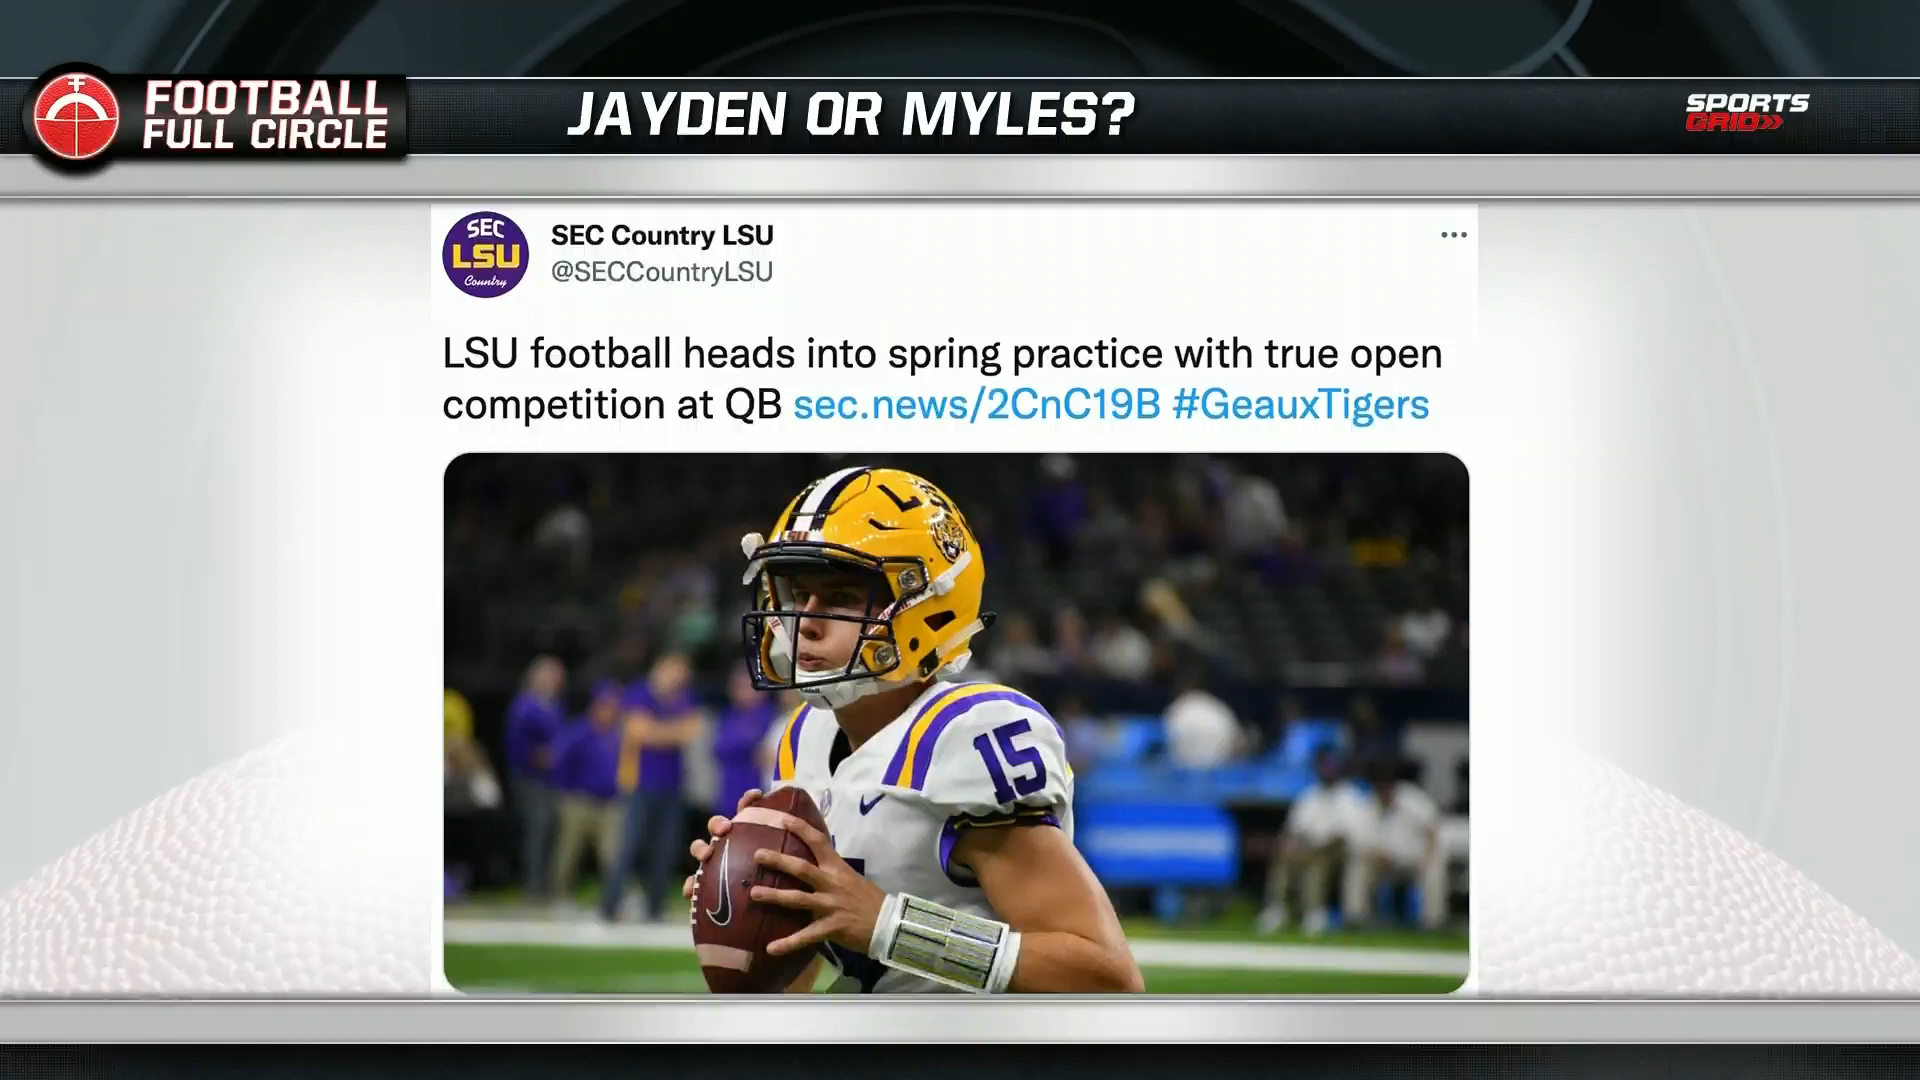 FOOTBALL
FULL CIRCLE
JAYDEN OR MYLES?
SPORTS
GRID»
SEC
LSU
Country
SEC Country LSU
@SECCountryLSU
LSU football heads into spring practice with true open
competition at QB sec.news/2CnC19B #GeauxTigers
15